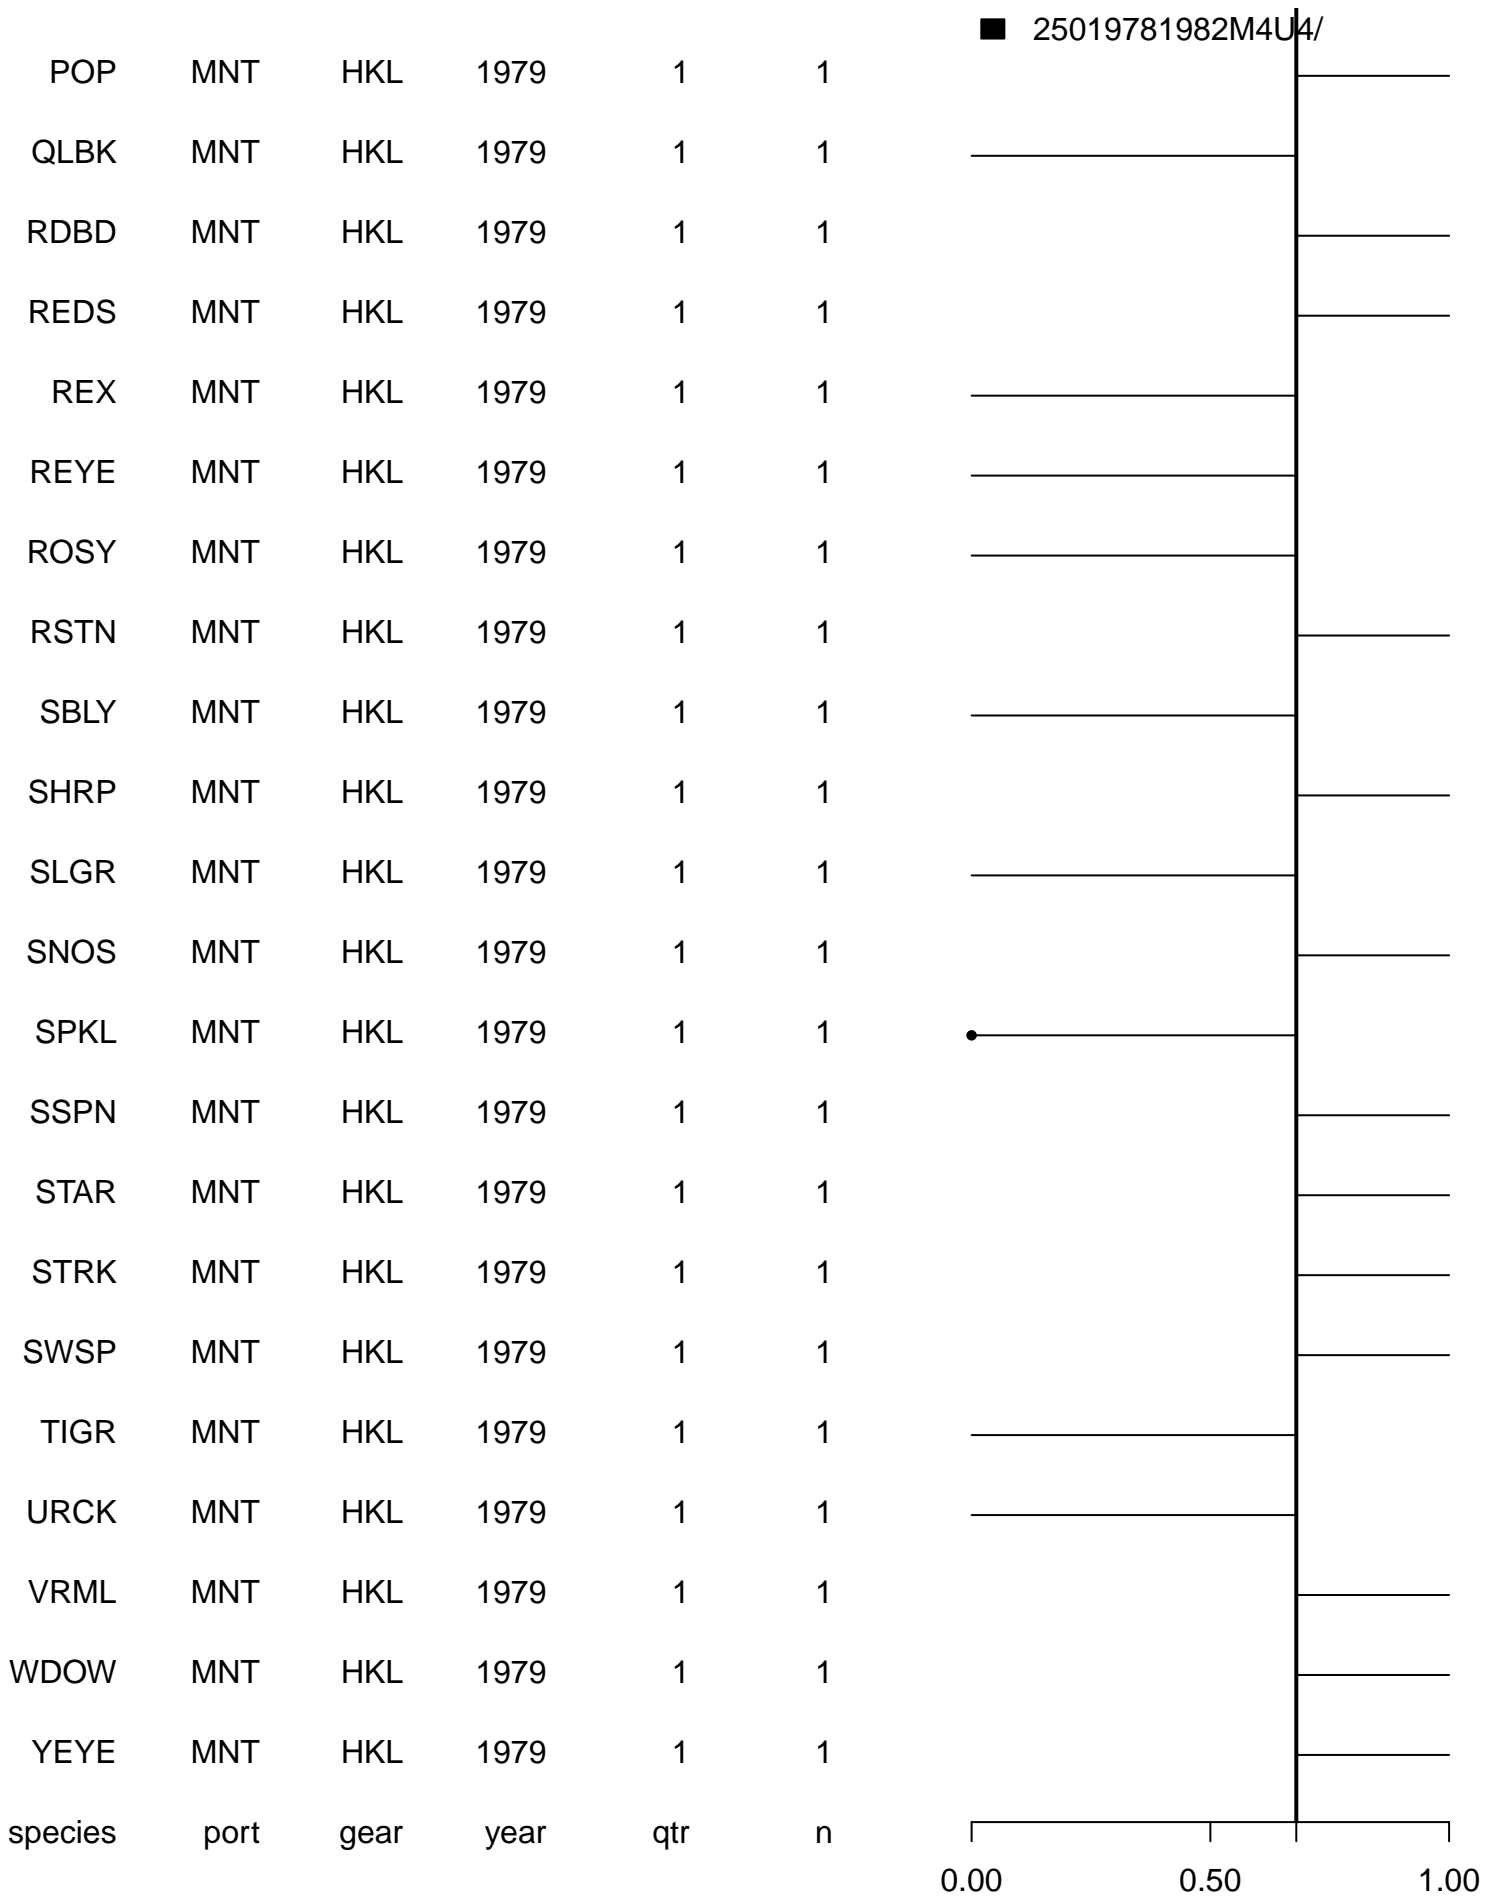 25019781982M4U4/
POP MNT HKL 1979 1 1
QLBK MNT HKL 1979 1 1
RDBD MNT HKL 1979 1 1
REDS MNT HKL 1979 1 1
REX MNT HKL 1979 1 1
REYE MNT HKL 1979 1 1
ROSY MNT HKL 1979 1 1
RSTN MNT HKL 1979 1 1
SBLY MNT HKL 1979 1 1
SHRP MNT HKL 1979 1 1
SLGR MNT HKL 1979 1 1
SNOS MNT HKL 1979 1 1
SPKL MNT HKL 1979 1 1
SSPN MNT HKL 1979 1 1
STAR MNT HKL 1979 1 1
STRK MNT HKL 1979 1 1
SWSP MNT HKL 1979 1 1
TIGR MNT HKL 1979 1 1
URCK MNT HKL 1979 1 1
VRML MNT HKL 1979 1 1
WDOW MNT HKL 1979 1 1
YEYE MNT HKL 1979 1 1
species port gear year qtr n
0.00 0.50 1.00